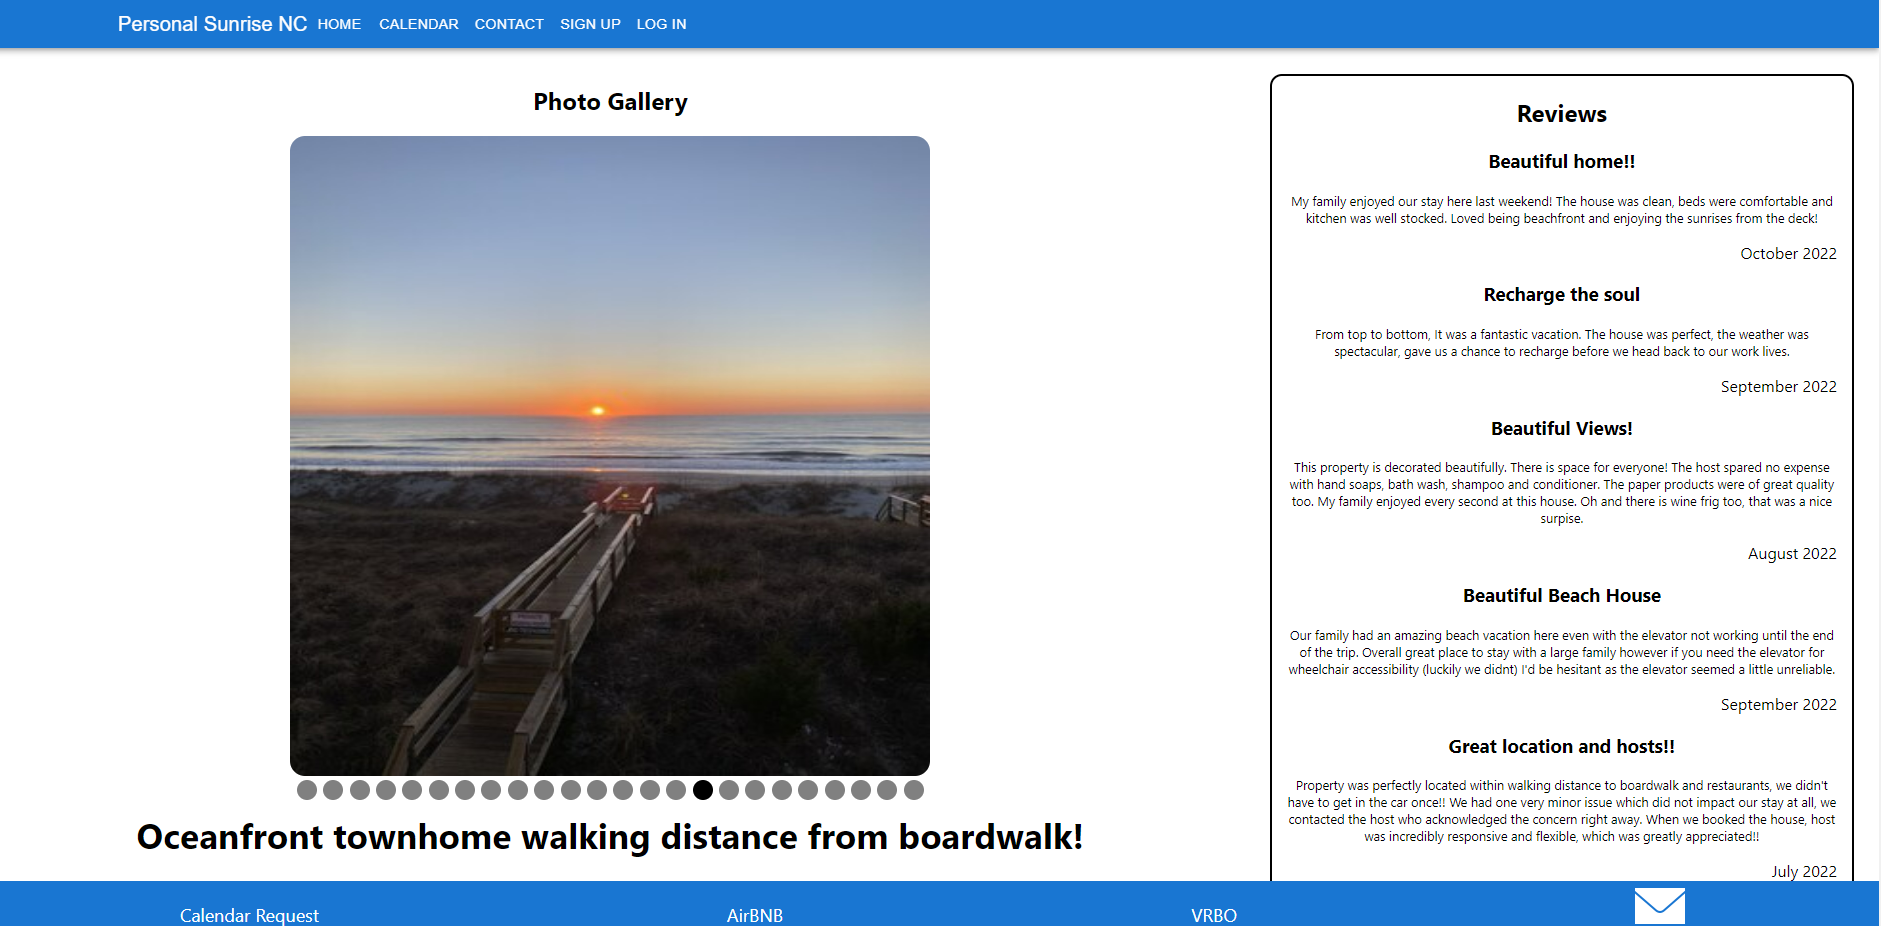 Personal Sunrise NC HOME CALENDAR CONTACT SIGN UP LOG IN
Photo Gallery
Oceanfront townhome walking distance from boardwalk!
Reviews
Beautiful home!!
My family enjoyed our stay here last weekend! The house was clean, beds were comfortable and
kitchen was well stocked. Loved being beachfront and enjoying the sunrises from the deck!
October 2022
Recharge the soul
From top to bottom, It was a fantastic vacation. The house was perfect, the weather was
spectacular, gave us a chance to recharge before we head back to our work lives.
September 2022
Beautiful Views!
This property is decorated beautifully. There is space for everyone! The host spared no expense
with hand soaps, bath wash, shampoo and conditioner. The paper products were of great quality
too. My family enjoyed every second at this house. Oh and there is wine frig too, that was a nice
surpise.
August 2022
Beautiful Beach House
Our family had an amazing beach vacation here even with the elevator not working until the end
of the trip. Overall great place to stay with a large family however if you need the elevator for
wheelchair accessibility (luckily we didnt) I'd be hesitant as the elevator seemed a little unreliable.
September 2022
Great location and hosts!!
Property was perfectly located within walking distance to boardwalk and restaurants, we didn't
have to get in the car once!! We had one very minor issue which did not impact our stay at all, we
contacted the host who acknowledged the concern right away. When we booked the house, host
was incredibly responsive and flexible, which was greatly appreciated!!
July 2022
Calendar Request AirBNB VRBO